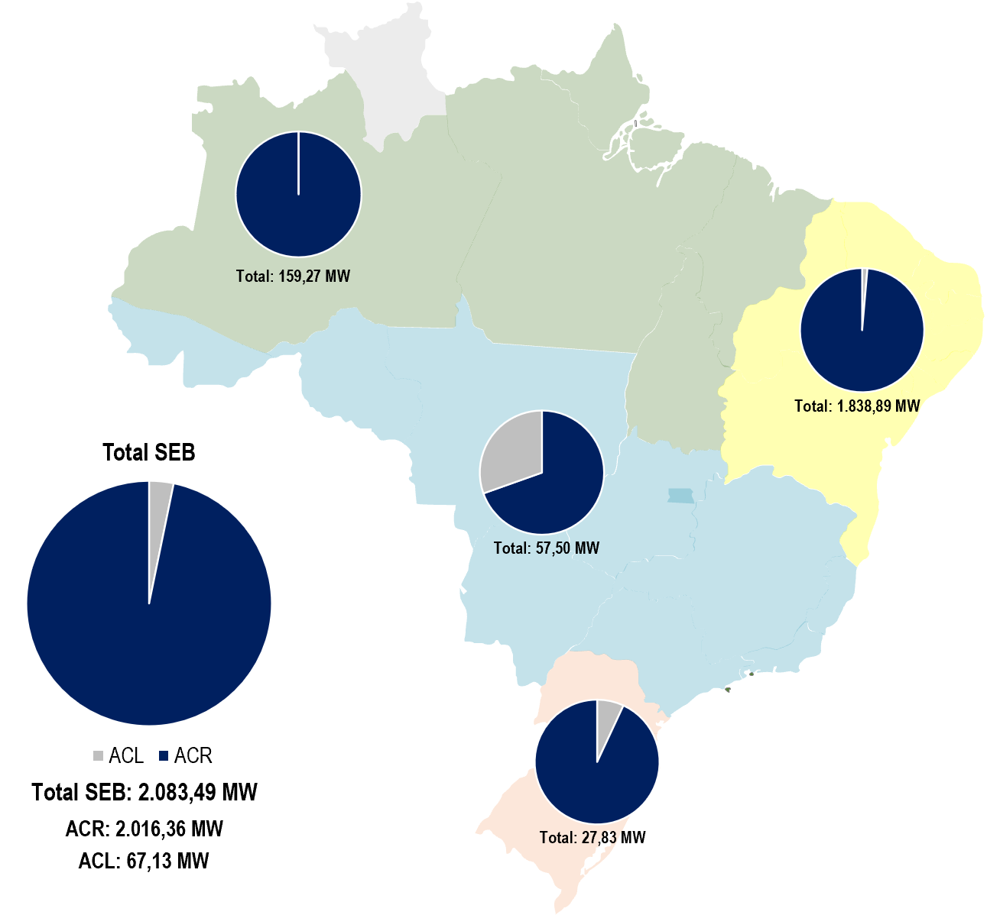 Total: 159,27 MW
Total: 1.838,89 MW
Total SEB
Total: 57,50 MW
ACL ACR
Total SEB: 2.083,49 MW
ACR: 2.016,36 MW
ACL: 67,13 MW
Total: 27,83 MW